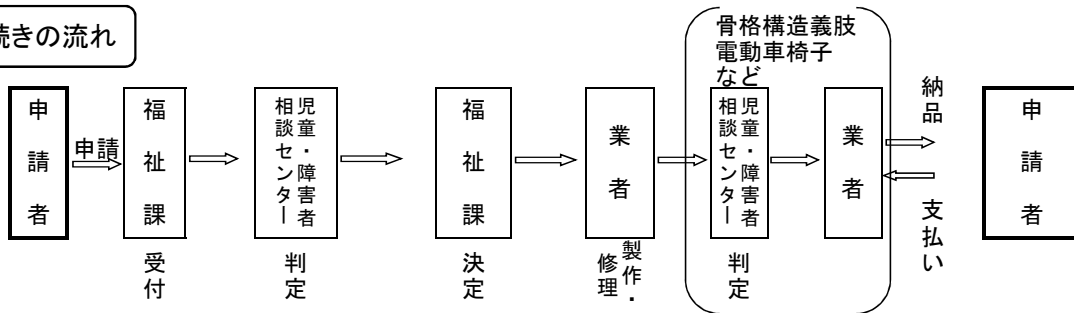 続きの流れ
骨格構造義肢
電動車椅子
など
申請者
申請
福祉課
受付
児童・障害者
相談センター
判定
福祉課
決定
業者
製作・
修理
児童・障害者
相談センター
判定
業者
納品
支払い
申請者